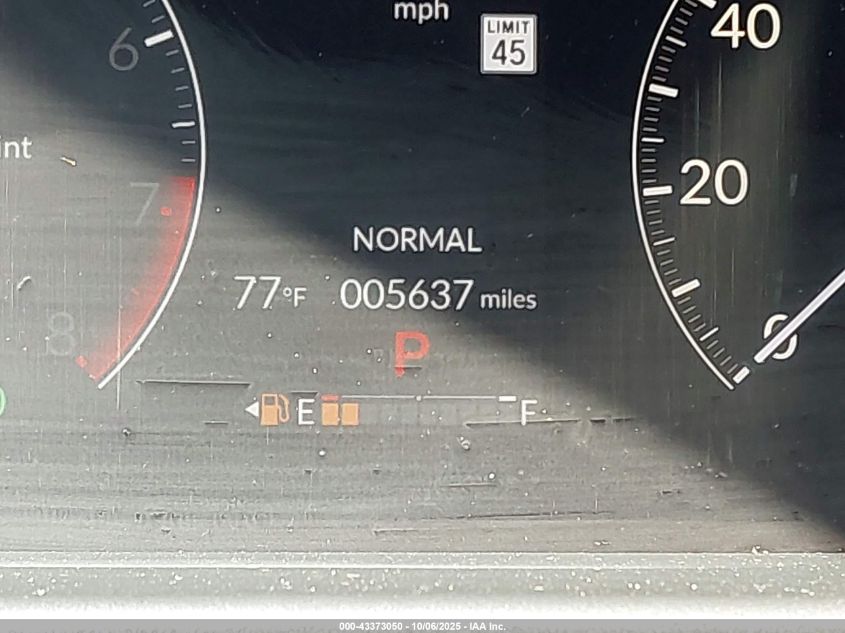 mph
LIMIT
45
40
6
int
20
7
NORMAL
77°F 005637 miles
8
0
P
E F
000-43373050 - 10/06/2025 - IAA Inc.